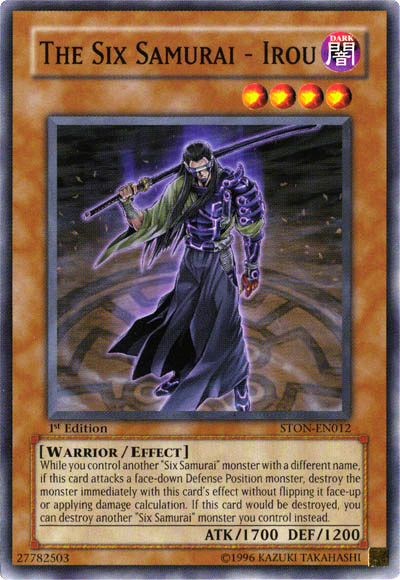 The Six Samurai - Irou
DARK
闇
1st Edition
STON-EN012
[Warrior / Effect]
While you control another "Six Samurai" monster with a different name,
if this card attacks a face-down Defense Position monster, destroy
the monster immediately with this card's effect without flipping it face-up
or applying damage calculation. If this card would be destroyed, you
can destroy another "Six Samurai" monster you control instead.
ATK/1700 DEF/1200
27782503
©1996 KAZUKI TAKAHASHI